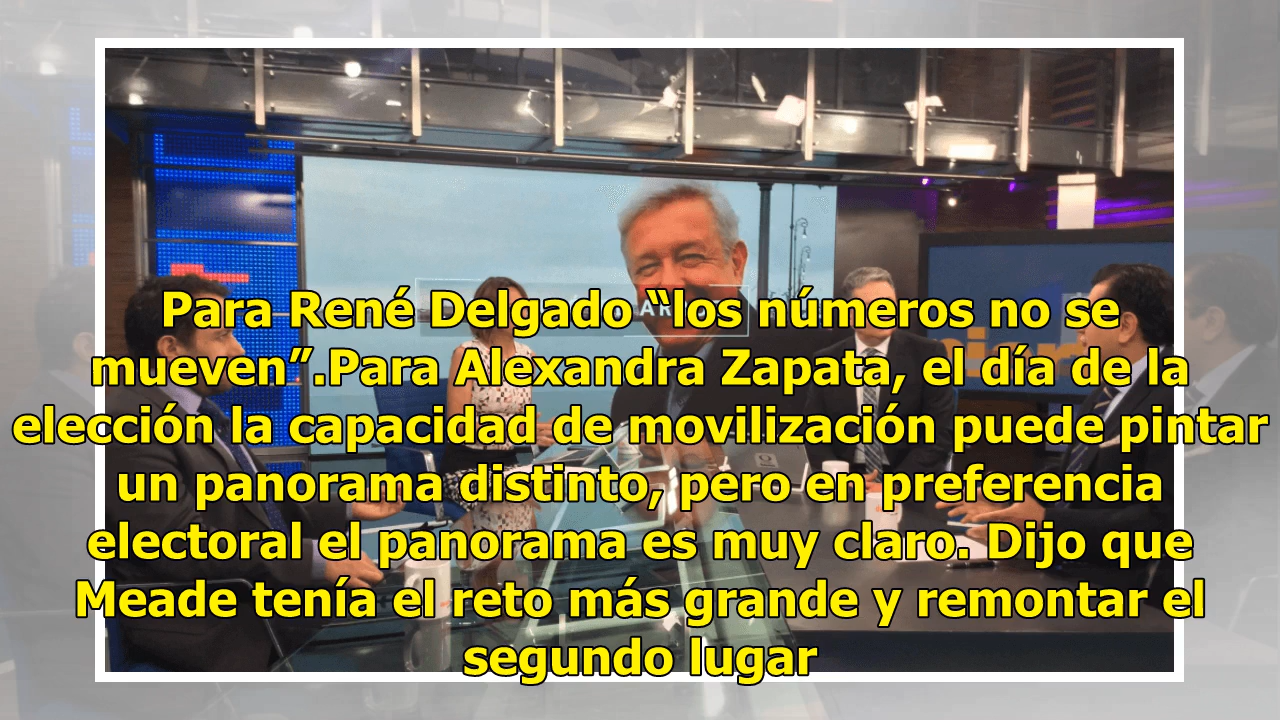 Para René Delgado “los números no se
mueven”.Para Alexandra Zapata, el día de la
elección la capacidad de movilización puede pintar
un panorama distinto, pero en preferencia
electoral el panorama es muy claro. Dijo que
Meade tenía el reto más grande y remontar el
segundo lugar